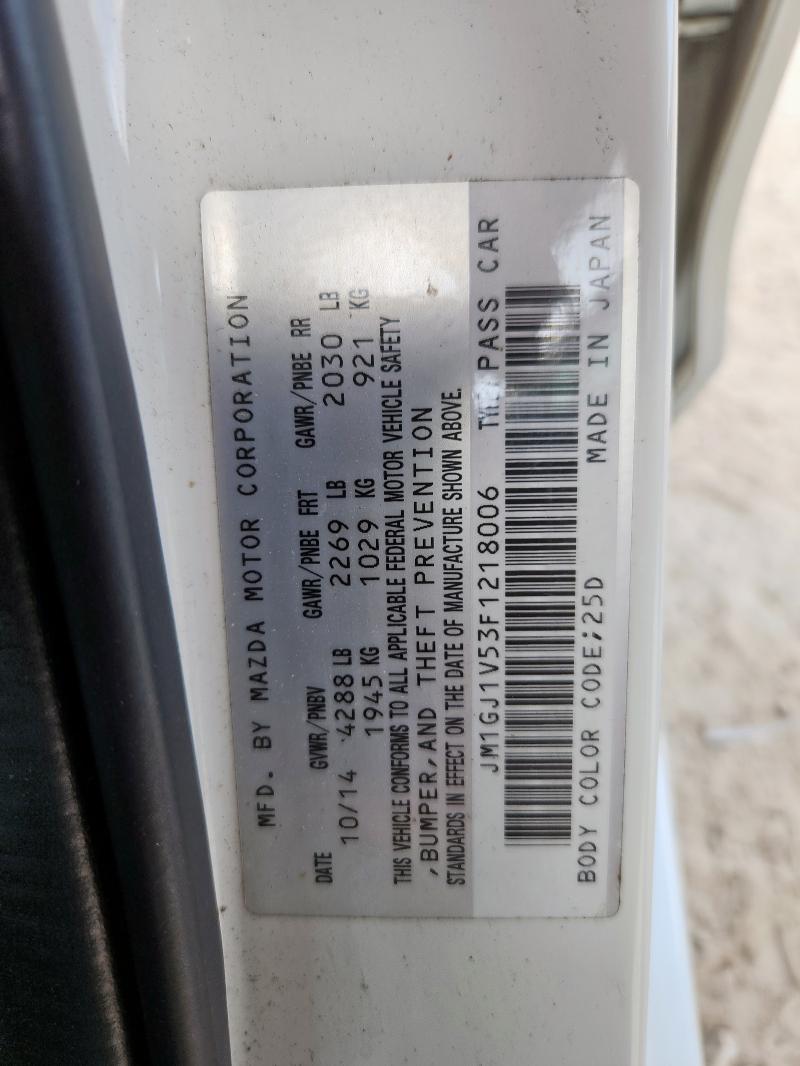 MFD. BY MAZDA MOTOR CORPORATION
DATE GVWR/PNBV GAWR/PNBE FRT GAWR/PNBE RR
10/14 4288 LB 2269 LB 2030 LB
1945 KG 1029 KG 921 KG
THIS VEHICLE CONFORMS TO ALL APPLICABLE FEDERAL MOTOR VEHICLE SAFETY
,BUMPER,AND THEFT PREVENTION
STANDARDS IN EFFECT ON THE DATE OF MANUFACTURE SHOWN ABOVE.
JM1GJ1V53F1218006 PASS CAR
BODY COLOR CODE;25D MADE IN JAPAN